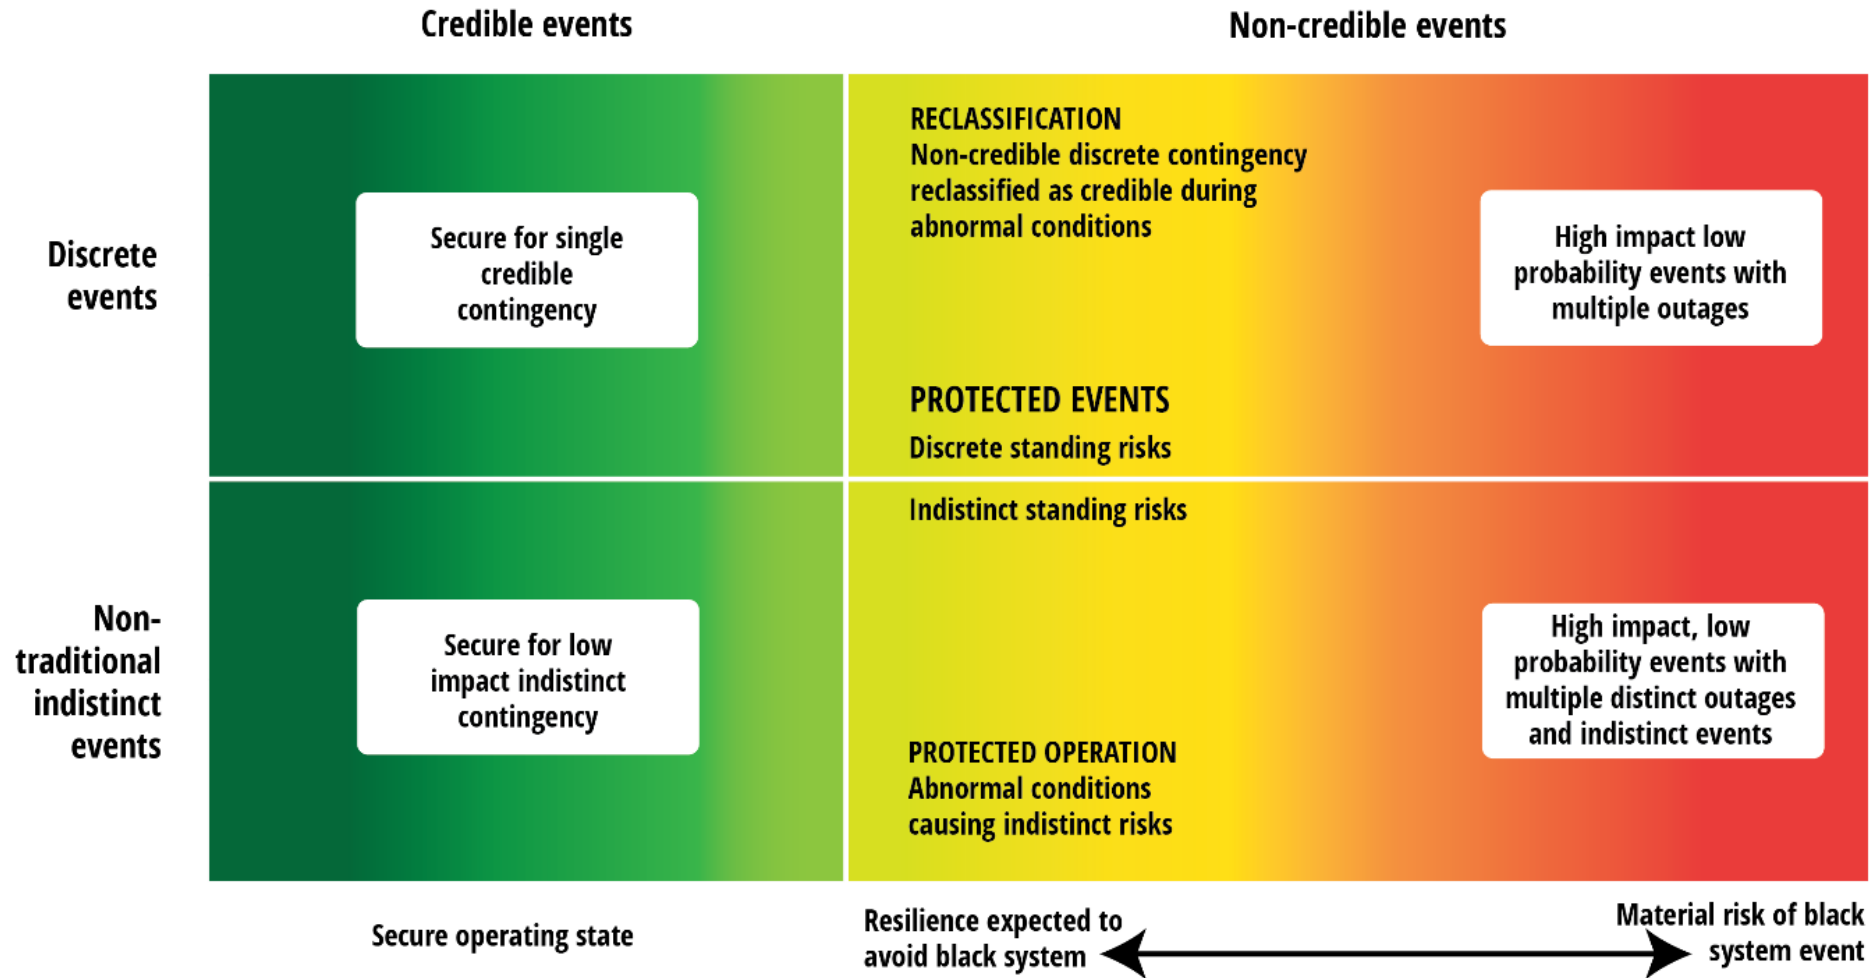 Credible events
Non-credible events
Discrete
events
Secure for single
credible
contingency
RECLASSIFICATION
Non-credible discrete contingency
reclassified as credible during
abnormal conditions
High impact low
probability events with
multiple outages
PROTECTED EVENTS
Discrete standing risks
Indistinct standing risks
Non-
traditional
indistinct
events
Secure for low
impact indistinct
contingency
PROTECTED OPERATION
Abnormal conditions
causing indistinct risks
High impact, low
probability events with
multiple distinct outages
and indistinct events
Secure operating state
Resilience expected to
avoid black system
Material risk of black
system event